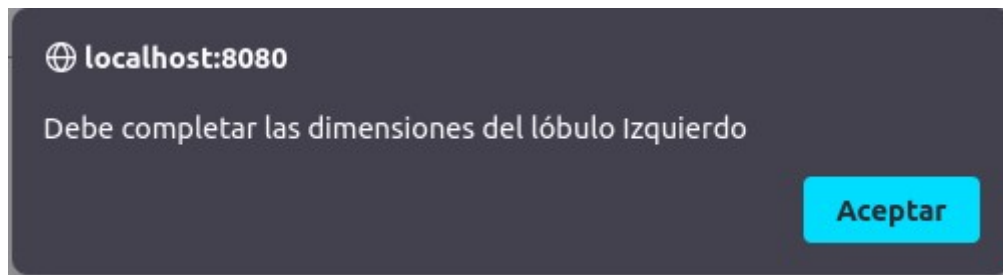 localhost:8080
Debe completar las dimensiones del lóbulo Izquierdo
Aceptar